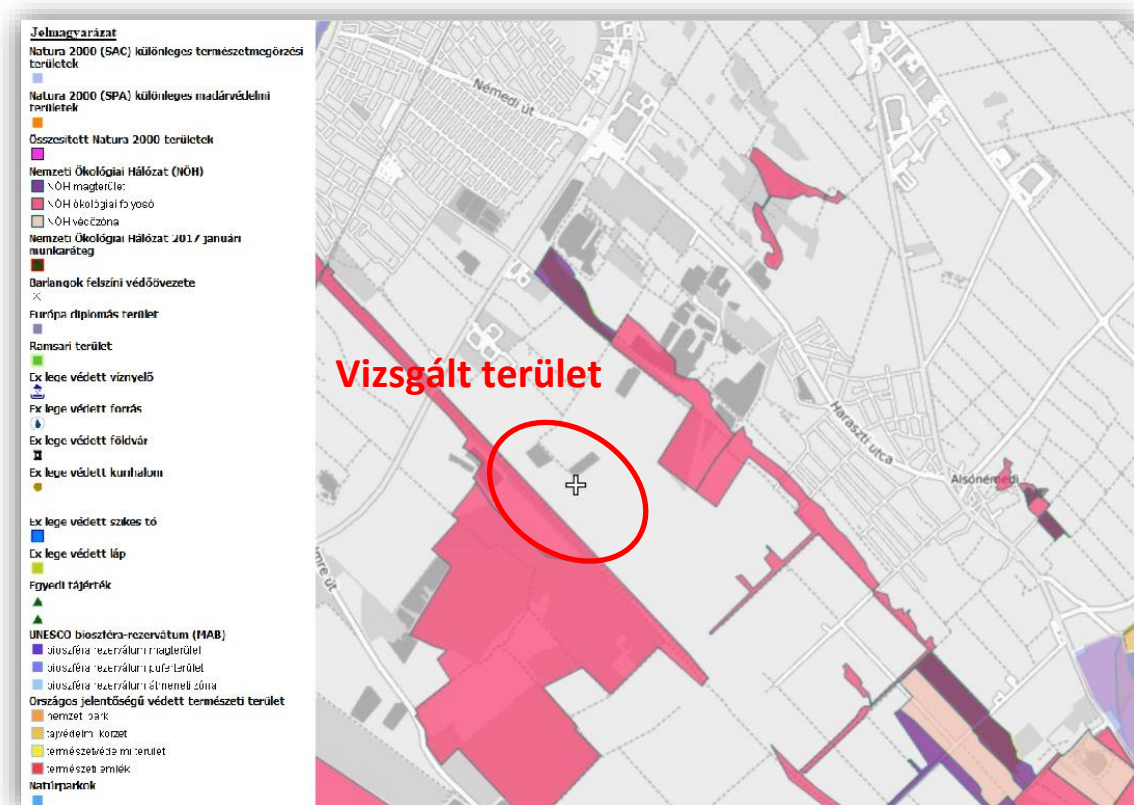 Jelmagyarázat
Natura 2000 (SAC) különleges természetmegőrzési
területek
Natura 2000 (SPA) különleges madárvédelmi
területek
Összesített Natura 2000 területek
Nemzeti Ökológiai Hálózat (NÖH)
NÖH magterület
NÖH ökológiai folyosó
NÖH védőzóna
Nemzeti Ökológiai Hálózat 2017 januári
munkaréteg
Barlangok felszíni védőövezete
Európa diplomás terület
Ramsari terület
Ex lege védett víznyelő
Ex lege védett forrás
Ex lege védett földvár
Ex lege védett kunhalom
Ex lege védett szikes tó
Ex lege védett láp
Egyedi tájérték
UNESCO bioszféra-rezervátum (MAB)
bioszféra rezervátum magterület
bioszféra rezervátum pufferterület
bioszféra rezervátum átmeneti zóna
Országos jelentőségű védett természeti terület
nemzeti park
tájvédelmi körzet
természetvédelmi terület
természeti emlék
Natúrparkok
Némedi út
Vizsgált terület
Haraszti utca
Alsónémedi
Imre út